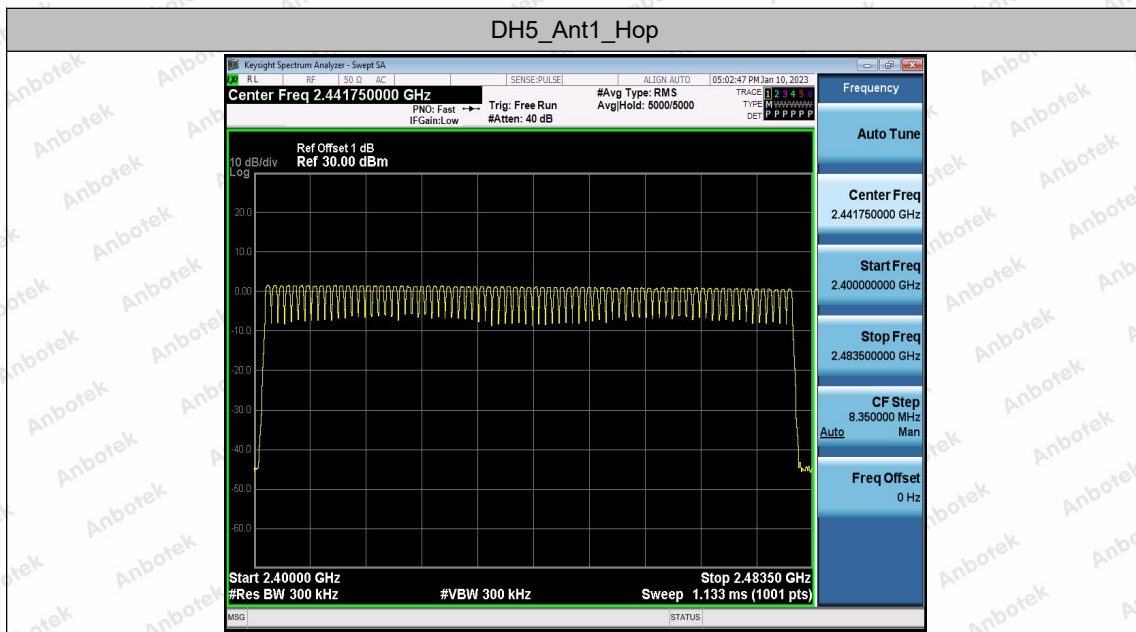 DH5_Ant1_Hop
Keysight Spectrum Analyzer - Swept SA
RL RF 50 Ω AC SENSE:PULSE ALIGN AUTO 05:02:47 PM Jan 10, 2023
Center Freq 2.441750000 GHz
PNO: Fast
IFGain:Low
Trig: Free Run
#Atten: 40 dB
#Avg Type: RMS
Avg|Hold: 5000/5000
TRACE 1 2 3 4 5 6
TYPE M WWWWW
DET P P P P P P
Ref Offset 1 dB
10 dB/div Ref 30.00 dBm
Log
20.0
10.0
0.00
-10.0
-20.0
-30.0
-40.0
-50.0
-60.0
Start 2.40000 GHz Stop 2.48350 GHz
#Res BW 300 kHz #VBW 300 kHz Sweep 1.133 ms (1001 pts)
MSG STATUS
Frequency
Auto Tune
Center Freq
2.441750000 GHz
Start Freq
2.400000000 GHz
Stop Freq
2.483500000 GHz
CF Step
8.350000 MHz
Auto Man
Freq Offset
0 Hz
Anbotek